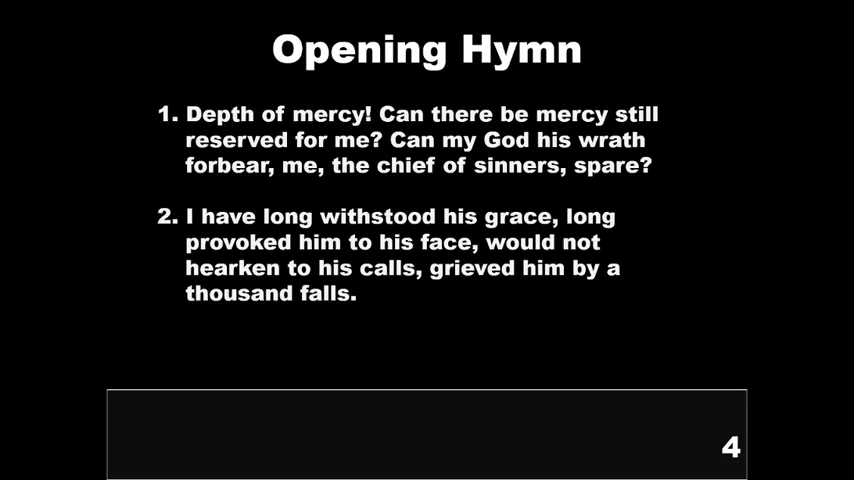 Opening Hymn
1. Depth of mercy! Can there be mercy still
reserved for me? Can my God his wrath
forbear, me, the chief of sinners, spare?
2. I have long withstood his grace, long
provoked him to his face, would not
hearken to his calls, grieved him by a
thousand falls.
4